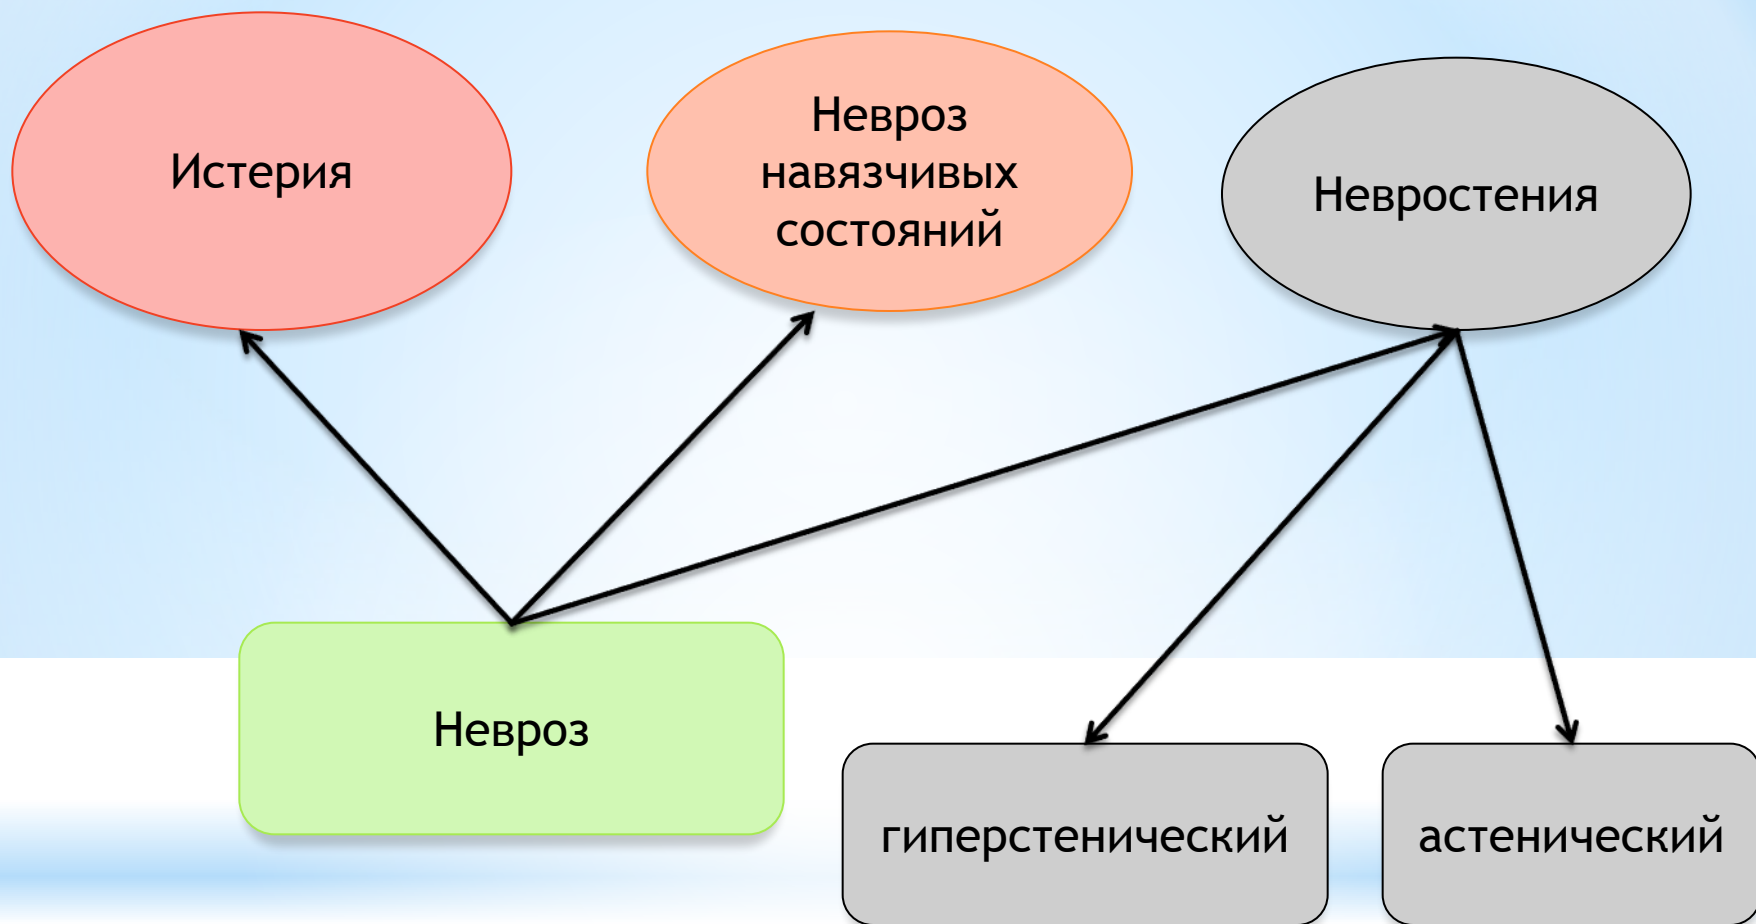 Истерия
Невроз
навязчивых
состояний
Невростения
Невроз
гиперстенический
астенический